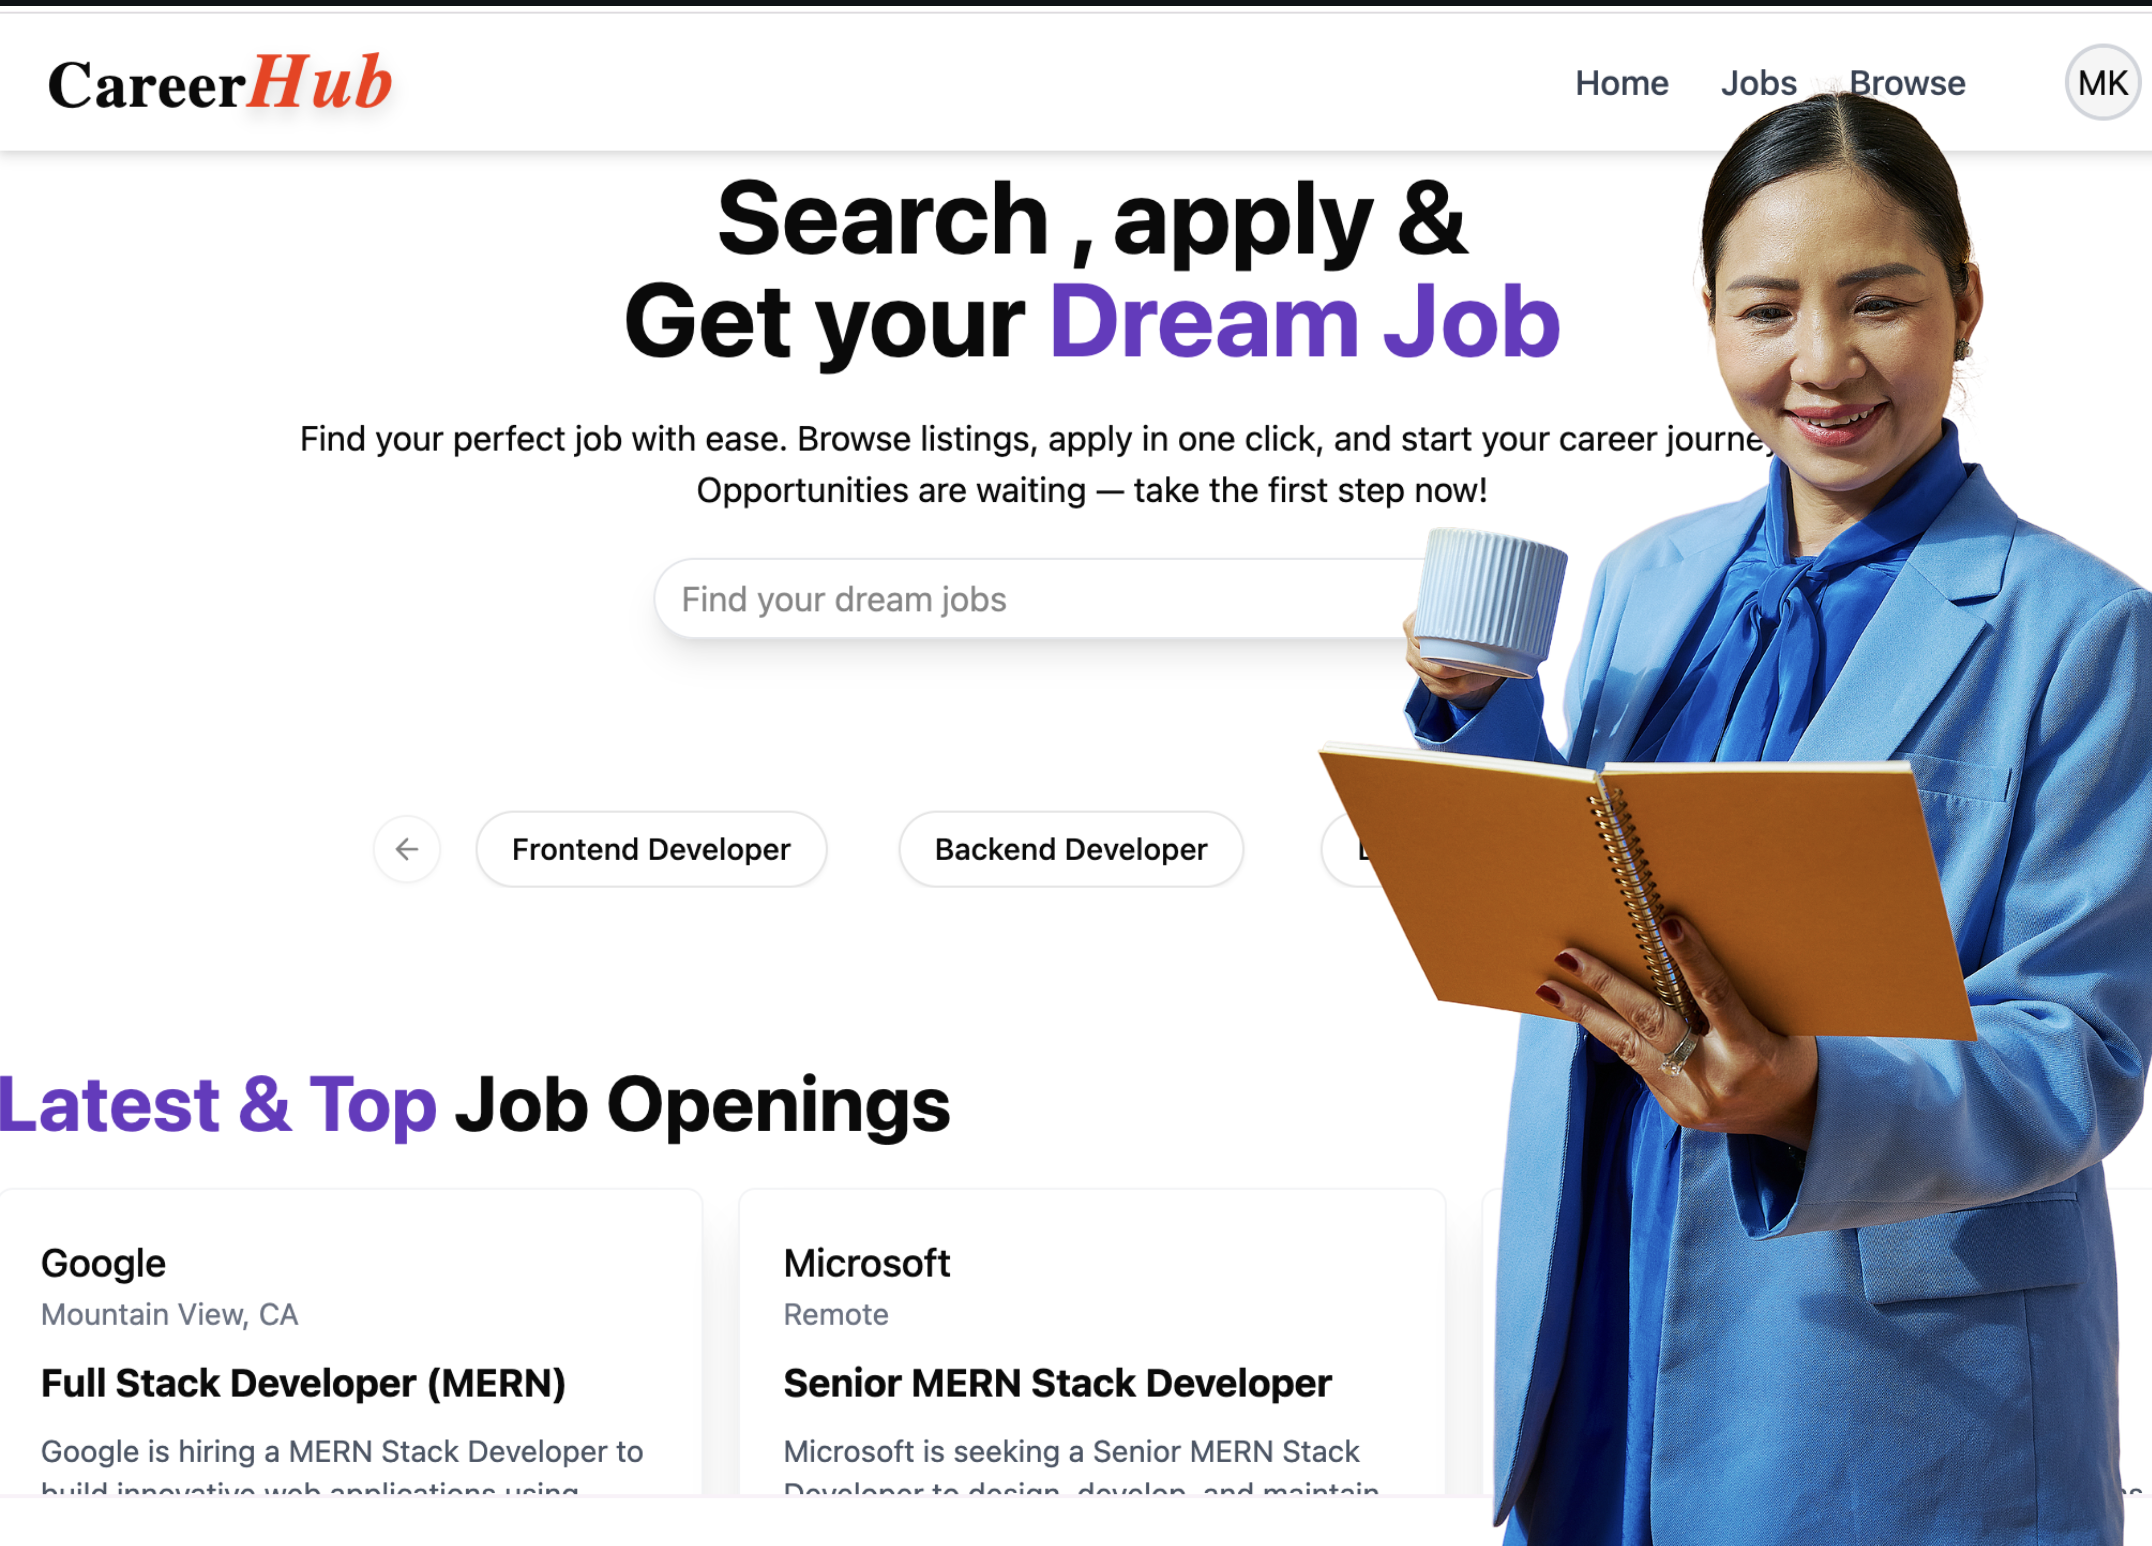 CareerHub
Home Jobs Browse MK
Search , apply &
Get your Dream Job
Find your perfect job with ease. Browse listings, apply in one click, and start your career
Opportunities are waiting — take the first step now!
Find your dream jobs
Frontend Developer Backend Developer
Latest & Top Job Openings
Google
Mountain View, CA
Full Stack Developer (MERN)
Google is hiring a MERN Stack Developer to
build innovative web applications using
Microsoft
Remote
Senior MERN Stack Developer
Microsoft is seeking a Senior MERN Stack
Developer to design, develop, and maintain